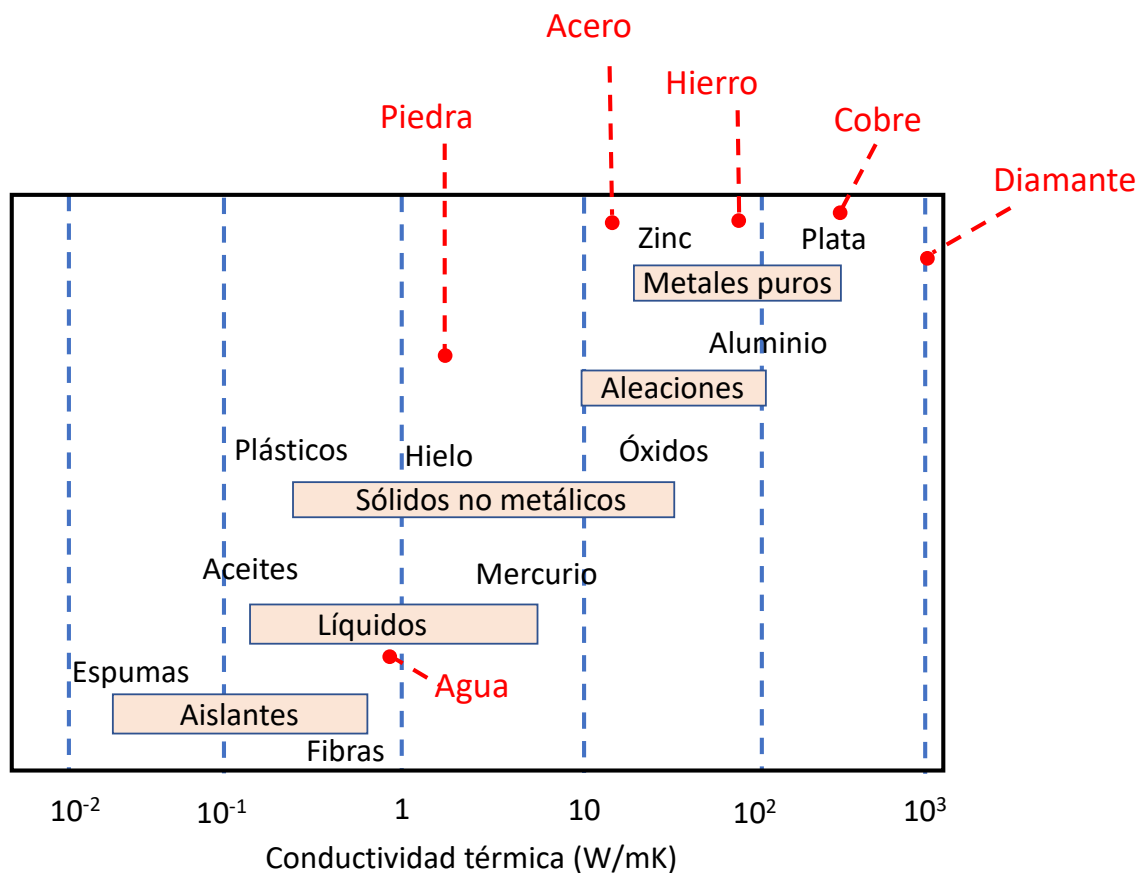 Acero
Hierro
Piedra
Cobre
Diamante
Zinc
Plata
Metales puros
Aluminio
Aleaciones
Plásticos
Hielo
Óxidos
Sólidos no metálicos
Aceites
Mercurio
Líquidos
Espumas
Agua
Aislantes
Fibras
10⁻² 10⁻¹ 1 10 10² 10³
Conductividad térmica (W/mK)